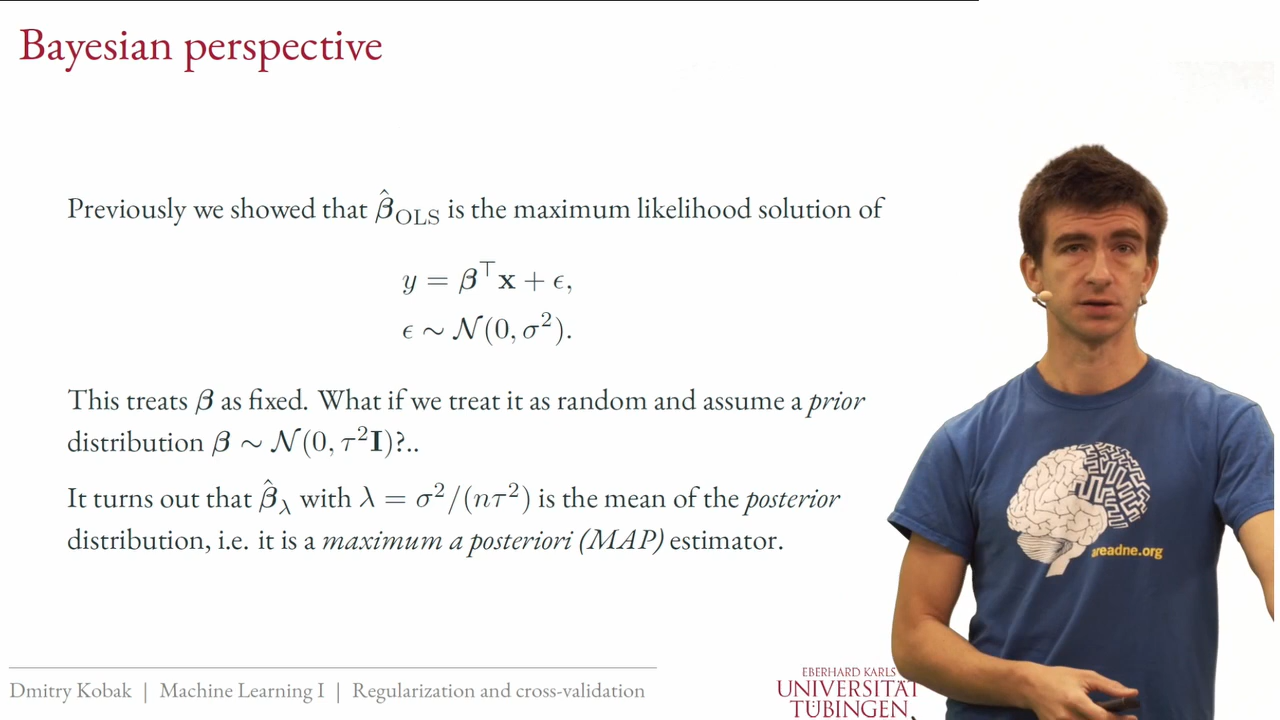 Bayesian perspective
Previously we showed that β̂_OLS is the maximum likelihood solution of
y = β^⊤x + ϵ,
ϵ ∼ 𝒩(0, σ²).
This treats β as fixed. What if we treat it as random and assume a prior
distribution β ∼ 𝒩(0, τ²I)?..
It turns out that β̂_λ with λ = σ²/(nτ²) is the mean of the posterior
distribution, i.e. it is a maximum a posteriori (MAP) estimator.
areadne.org
Dmitry Kobak | Machine Learning I | Regularization and cross-validation
EBERHARD KARLS
UNIVERSITÄT
TÜBINGEN